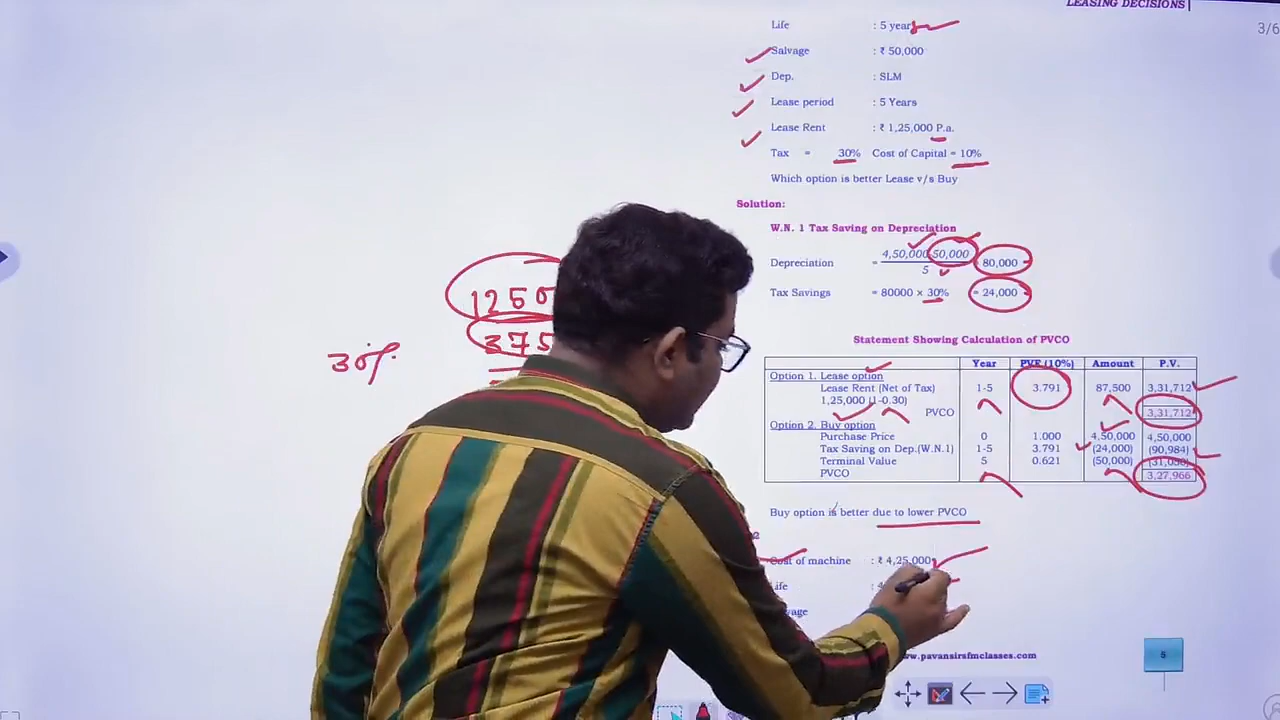 LEASING DECISIONS
3/6
Life : 5 years
Salvage : ₹ 50,000
Dep. : SLM
Lease period : 5 Years
Lease Rent : ₹ 1,25,000 P.a.
Tax = 30% Cost of Capital = 10%
Which option is better Lease v/s Buy
Solution:
W.N. 1 Tax Saving on Depreciation
4,50,000-50,000
Depreciation = = 80,000
5
Tax Savings = 80000 × 30% = 24,000
1250
375
30%
Statement Showing Calculation of PVCO
Year PVF (10%) Amount P.V.
Option 1. Lease option
Lease Rent (Net of Tax) 1-5 3.791 87,500 3,31,712
1,25,000 (1-0.30)
PVCO 3,31,712
Option 2. Buy option
Purchase Price 0 1.000 4,50,000 4,50,000
Tax Saving on Dep.(W.N.1) 1-5 3.791 (24,000) (90,984)
Terminal Value 5 0.621 (50,000) (31,050)
PVCO 3,27,966
Buy option is better due to lower PVCO
2
Cost of machine : ₹ 4,25,000
Life : 4
vage
www.pavansirsfmclasses.com
5